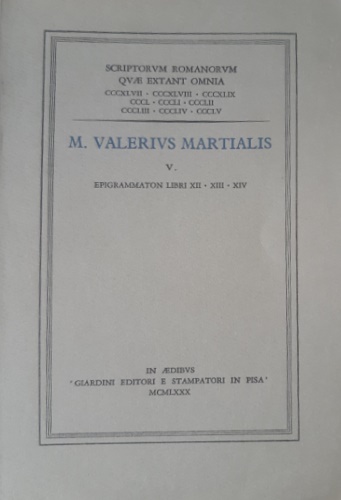 SCRIPTORVM ROMANORVM
QVÆ EXTANT OMNIA
CCCXLVII · CCCXLVIII · CCCXLIX
CCCL · CCCLI · CCCLII
CCCLIII · CCCLIV · CCCLV
M. VALERIVS MARTIALIS
V.
EPIGRAMMATON LIBRI XII · XIII · XIV
IN ÆDIBVS
'GIARDINI EDITORI E STAMPATORI IN PISA'
MCMLXXX